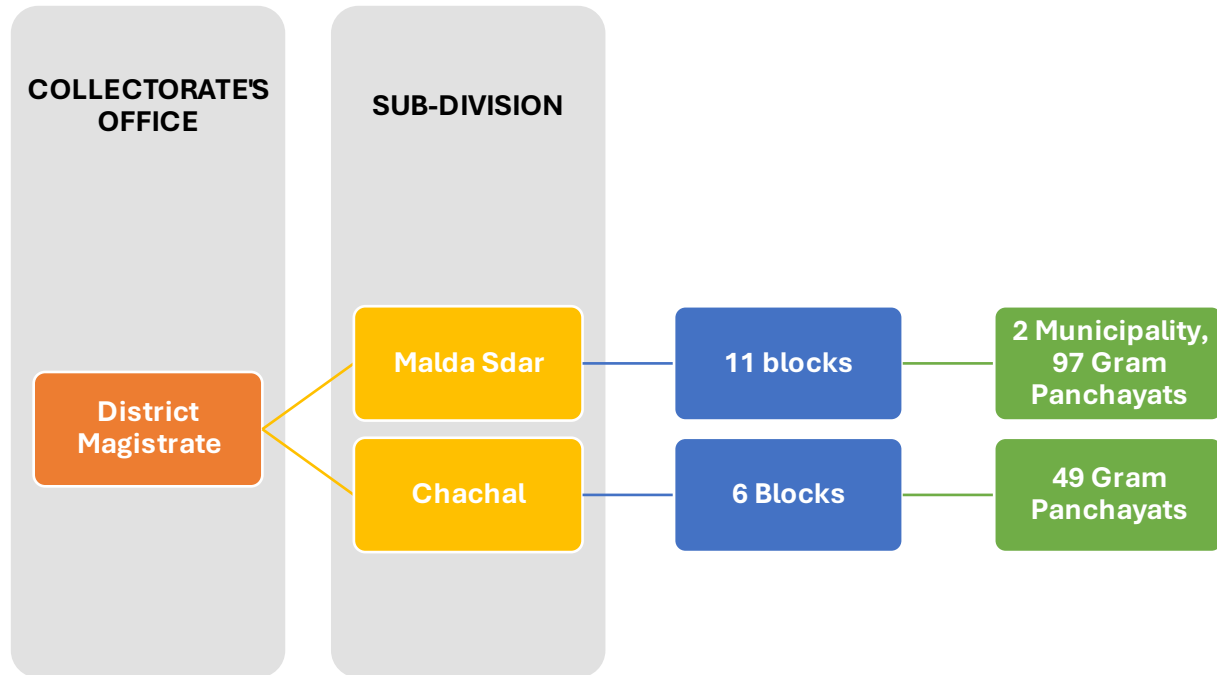 COLLECTORATE'S
OFFICE
SUB-DIVISION
District
Magistrate
Malda Sdar
11 blocks
2 Municipality,
97 Gram
Panchayats
Chachal
6 Blocks
49 Gram
Panchayats